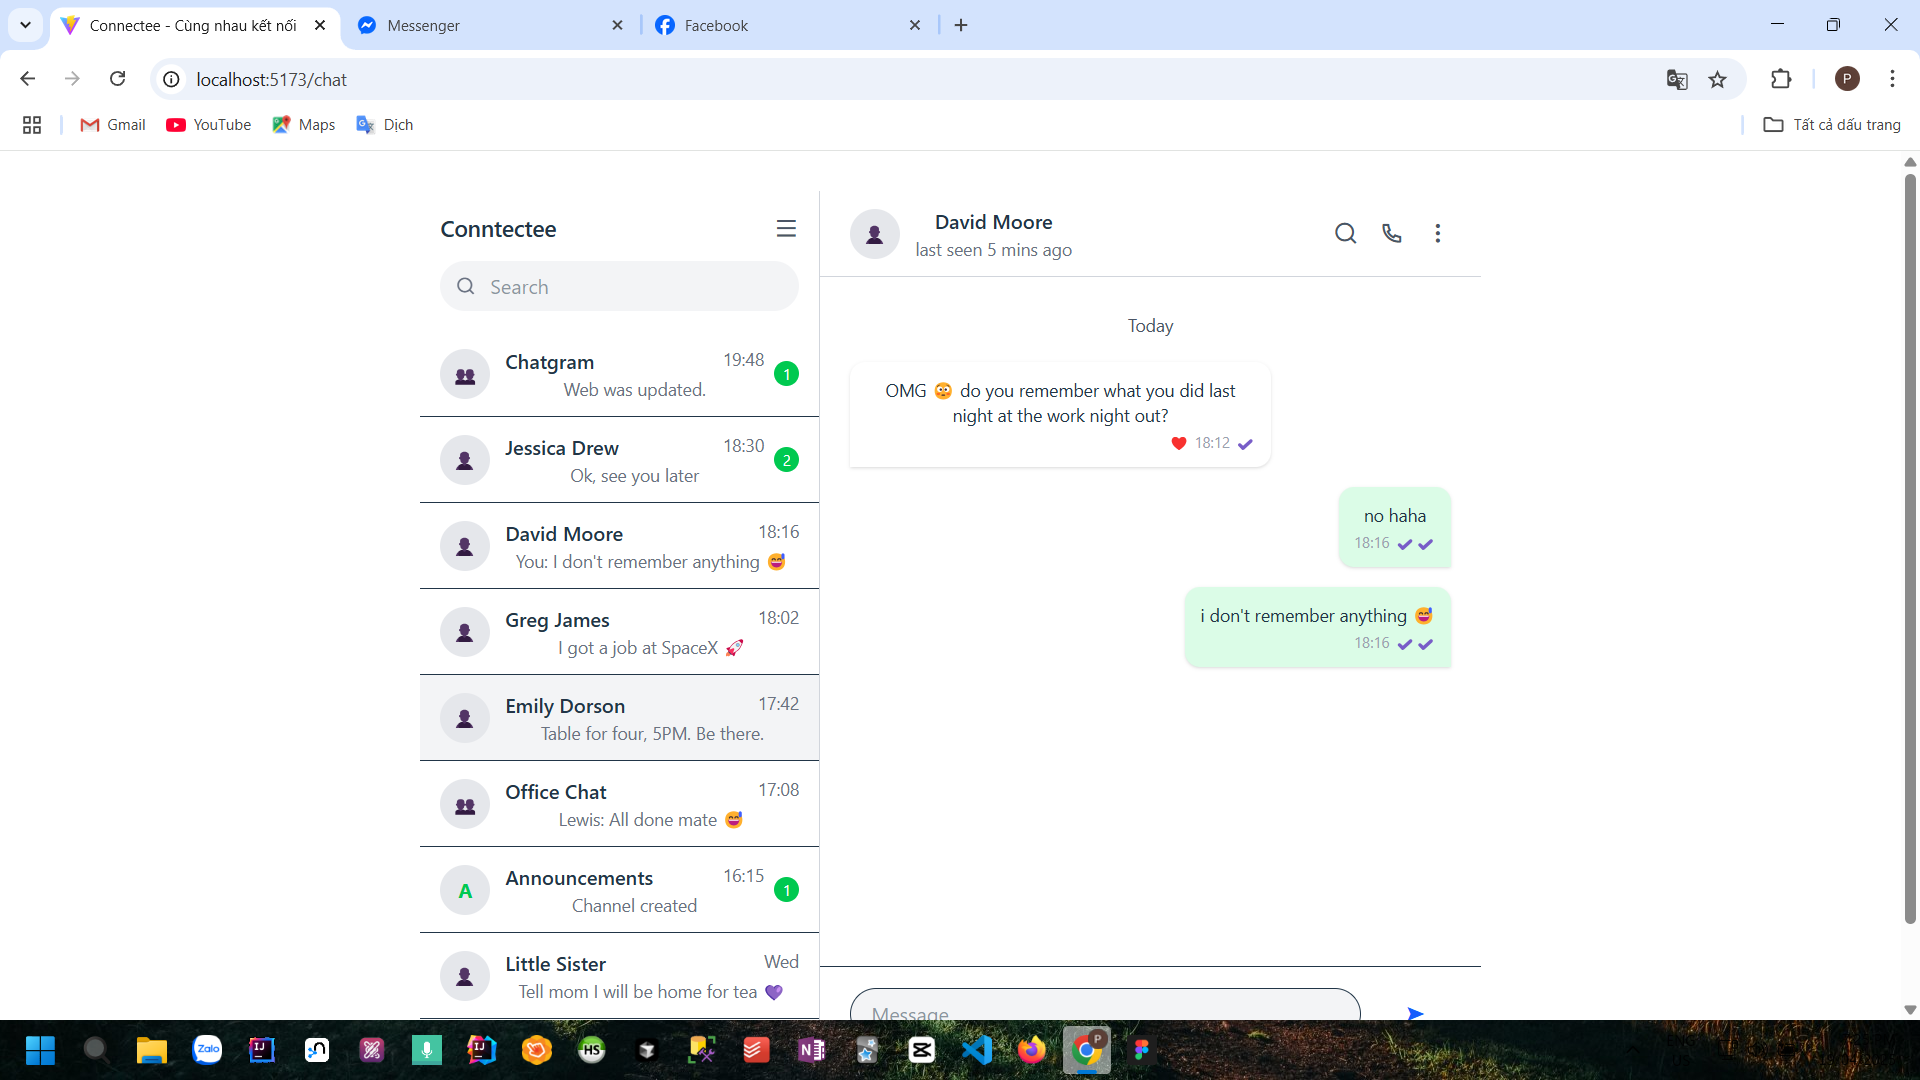 Connectee - Cùng nhau kết nối
Messenger
Facebook
localhost:5173/chat
P
Gmail
YouTube
Maps
Dịch
Tất cả dấu trang
Conntectee
Search
Chatgram
19:48
Web was updated.
1
Jessica Drew
18:30
Ok, see you later
2
David Moore
18:16
You: I don't remember anything 😅
Greg James
18:02
I got a job at SpaceX 🚀
Emily Dorson
17:42
Table for four, 5PM. Be there.
Office Chat
17:08
Lewis: All done mate 😅
A
Announcements
16:15
Channel created
1
Little Sister
Wed
Tell mom I will be home for tea 💜
David Moore
last seen 5 mins ago
Today
OMG 😳 do you remember what you did last
night at the work night out?
❤️ 18:12
no haha
18:16
i don't remember anything 😅
18:16
Message
Zalo
IJ
HS
IJ
N
P